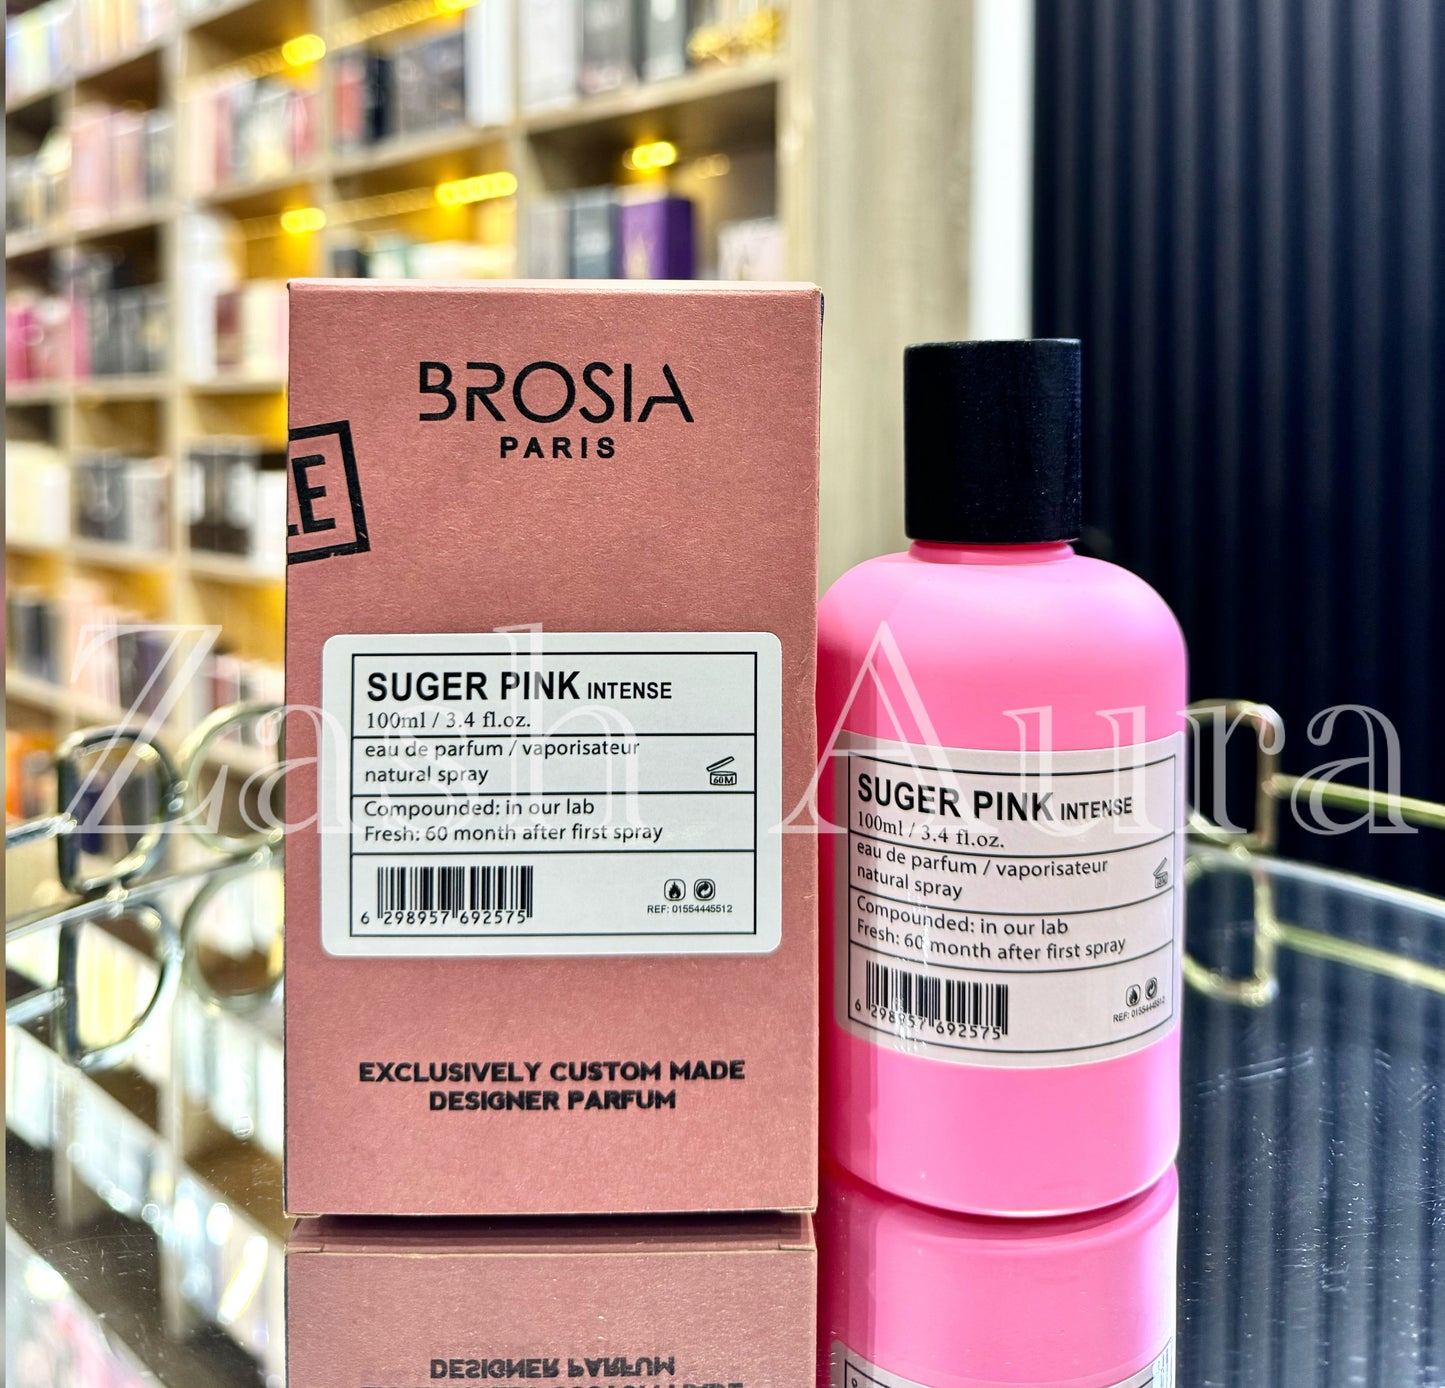 BROSIA
PARIS
LE
SUGER PINK INTENSE
100ml / 3.4 fl.oz.
eau de parfum / vaporisateur
natural spray
60M
Compounded: in our lab
Fresh: 60 month after first spray
6 298957 692575
REF: 01554445512
EXCLUSIVELY CUSTOM MADE
DESIGNER PARFUM
SUGER PINK INTENSE
100ml / 3.4 fl.oz.
eau de parfum / vaporisateur
natural spray
Compounded: in our lab
Fresh: 60 month after first spray
6 298957 692575
REF: 01554445512
Zash Aura
DESIGNER PARFUM